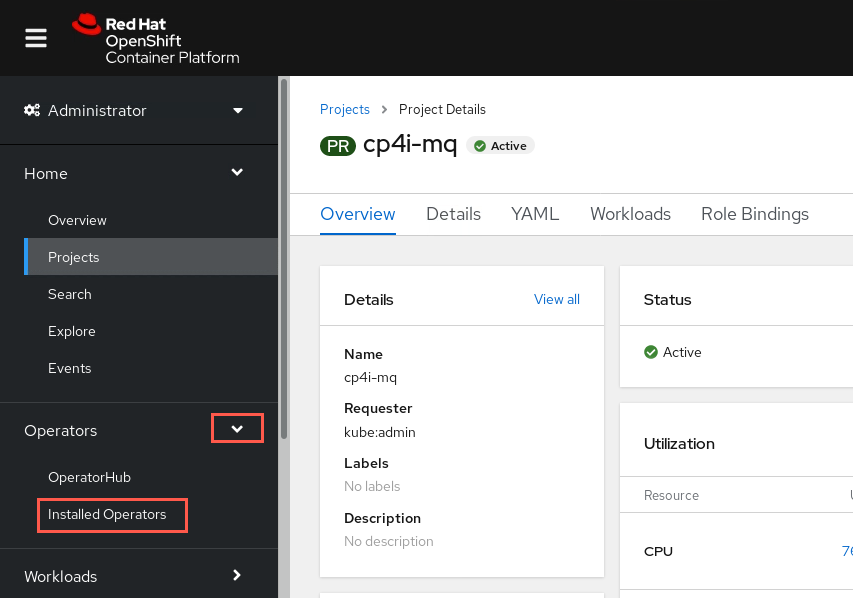 Red Hat
OpenShift
Container Platform
Administrator
Home
Overview
Projects
Search
Explore
Events
Operators
OperatorHub
Installed Operators
Workloads
Projects > Project Details
PR cp4i-mq Active
Overview Details YAML Workloads Role Bindings
Details View all
Name
cp4i-mq
Requester
kube:admin
Labels
No labels
Description
No description
Status
Active
Utilization
Resource
CPU